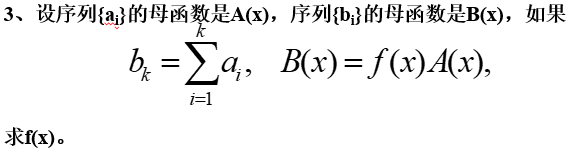 3、设序列{ai}的母函数是A(x)，序列{bi}的母函数是B(x)，如果
b_k = \sum_{i=1}^{k} a_i, B(x) = f(x)A(x),
求f(x)。